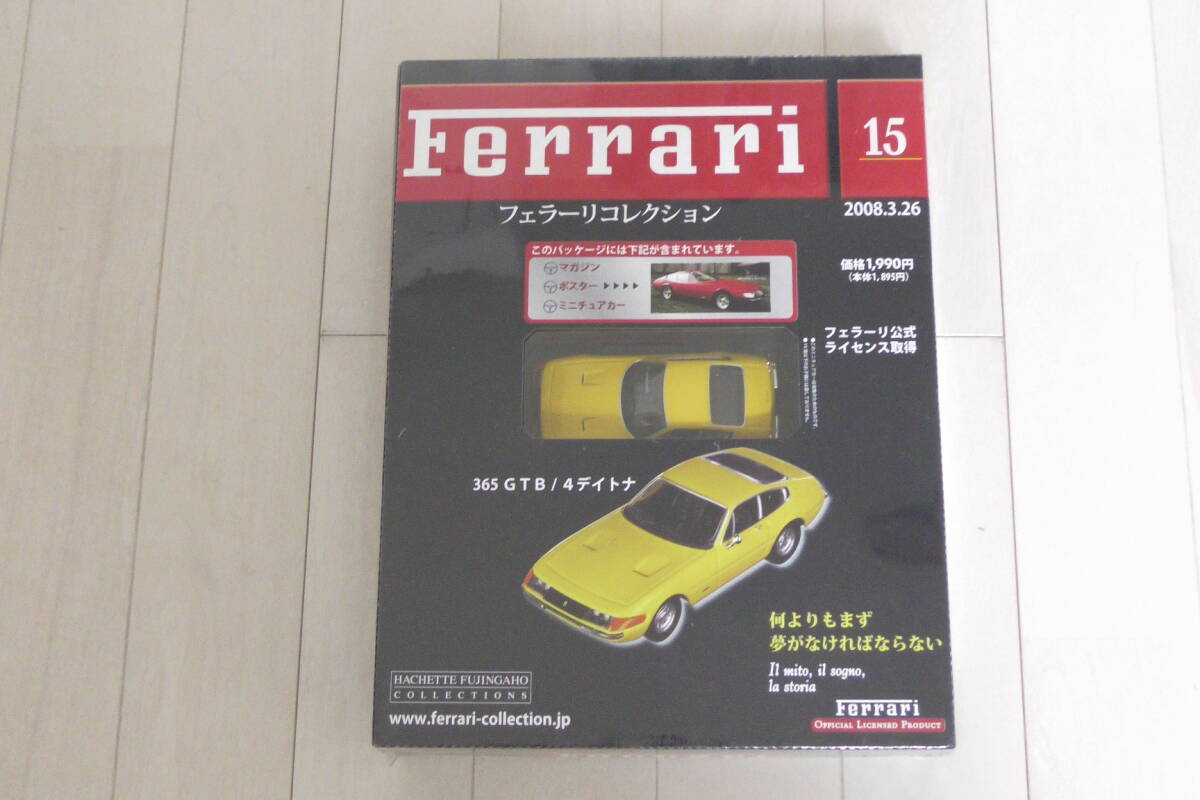 Ferrari
15
フェラーリコレクション
2008.3.26
このパッケージには下記が含まれています。
マガジン
ポスター ▶▶▶▶
ミニチュアカー
価格1,990円
(本体1,895円)
フェラーリ公式
ライセンス取得
365 GTB/4デイトナ
何よりもまず
夢がなければならない
Il mito, il sogno,
la storia
HACHETTE FUJINGAHO
COLLECTIONS
www.ferrari-collection.jp
Ferrari
OFFICIAL LICENSED PRODUCT